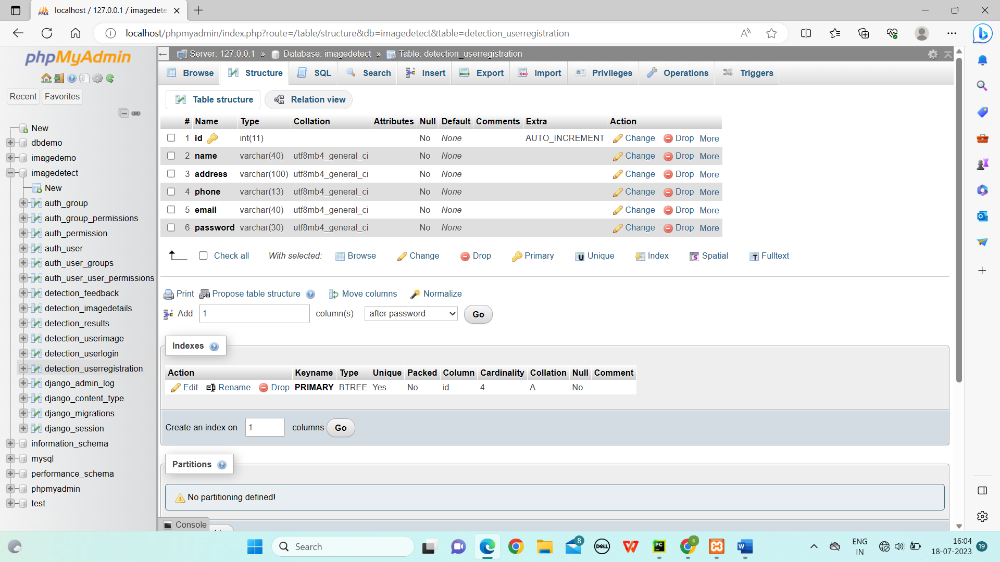 localhost / 127.0.0.1 / imagedete
localhost/phpmyadmin/index.php?route=/table/structure&db=imagedetect&table=detection_userregistration
phpMyAdmin
Recent Favorites
New
dbdemo
imagedemo
imagedetect
New
auth_group
auth_group_permissions
auth_permission
auth_user
auth_user_groups
auth_user_user_permissions
detection_feedback
detection_imagedetails
detection_results
detection_userimage
detection_userlogin
detection_userregistration
django_admin_log
django_content_type
django_migrations
django_session
information_schema
mysql
performance_schema
phpmyadmin
test
Server: 127.0.0.1 » Database: imagedetect » Table: detection_userregistration
Browse Structure SQL Search Insert Export Import Privileges Operations Triggers
Table structure Relation view
# Name Type Collation Attributes Null Default Comments Extra Action
1 id int(11) No None AUTO_INCREMENT Change Drop More
2 name varchar(40) utf8mb4_general_ci No None Change Drop More
3 address varchar(100) utf8mb4_general_ci No None Change Drop More
4 phone varchar(13) utf8mb4_general_ci No None Change Drop More
5 email varchar(40) utf8mb4_general_ci No None Change Drop More
6 password varchar(30) utf8mb4_general_ci No None Change Drop More
Check all With selected: Browse Change Drop Primary Unique Index Spatial Fulltext
Print Propose table structure Move columns Normalize
Add 1 column(s) after password Go
Indexes
Action Keyname Type Unique Packed Column Cardinality Collation Null Comment
Edit Rename Drop PRIMARY BTREE Yes No id 4 A No
Create an index on 1 columns Go
Partitions
No partitioning defined!
Console
Search
8
DELL
PC
S
W
ENG
IN
16:04
18-07-2023
19